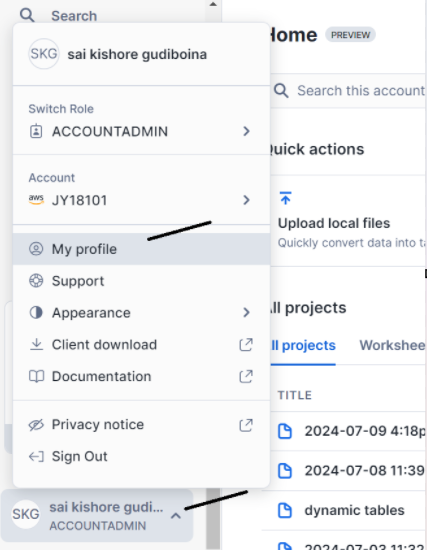 Search
SKG sai kishore gudiboina
Switch Role
ACCOUNTADMIN
Account
aws JY18101
My profile
Support
Appearance
Client download
Documentation
Privacy notice
Sign Out
SKG sai kishore gudi...
ACCOUNTADMIN
Home PREVIEW
Search this account
Quick actions
Upload local files
Quickly convert data into
All projects
All projects Workshee
TITLE
2024-07-09 4:18p
2024-07-08 11:39
dynamic tables
2024-07-03 11:32